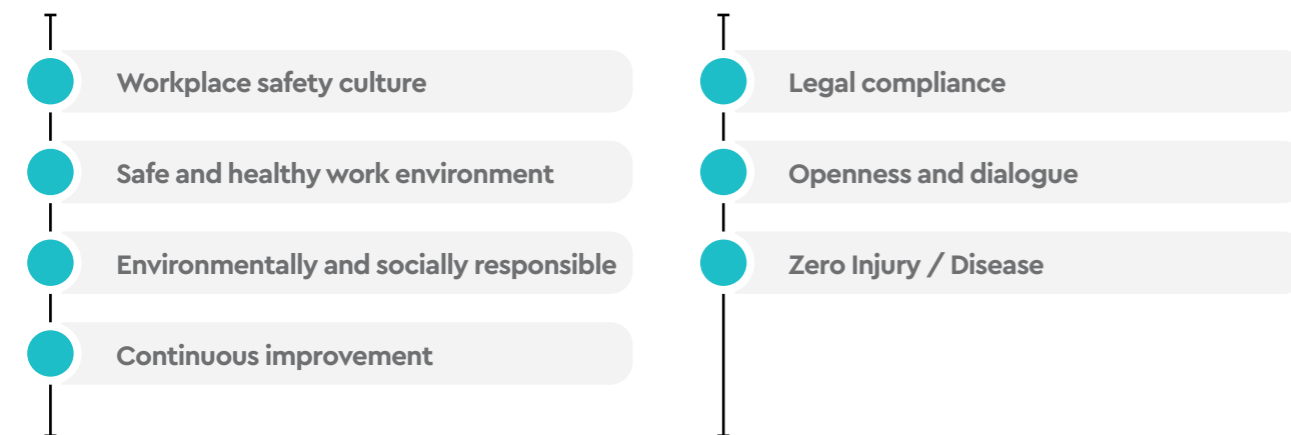 Workplace safety culture
Safe and healthy work environment
Environmentally and socially responsible
Continuous improvement
Legal compliance
Openness and dialogue
Zero Injury / Disease